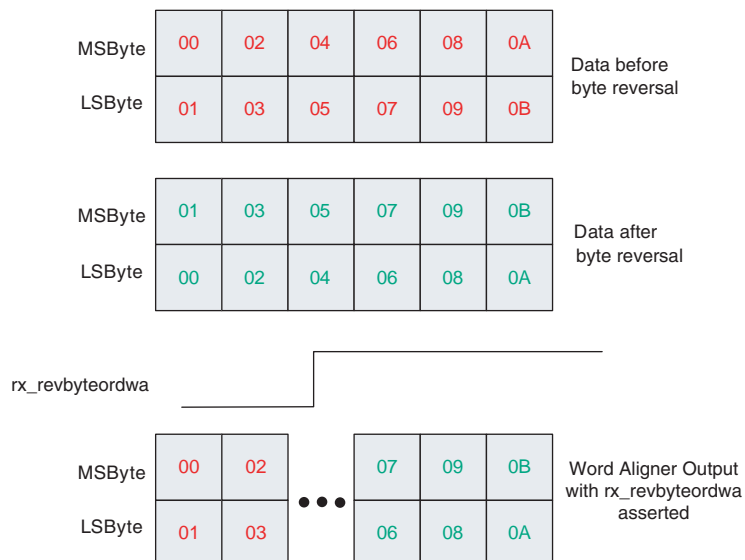 MSByte 00 02 04 06 08 0A
LSByte 01 03 05 07 09 0B
Data before
byte reversal
MSByte 01 03 05 07 09 0B
LSByte 00 02 04 06 08 0A
Data after
byte reversal
rx_revbyteordwa
MSByte 00 02 07 09 0B
LSByte 01 03 06 08 0A
Word Aligner Output
with rx_revbyteordwa
asserted